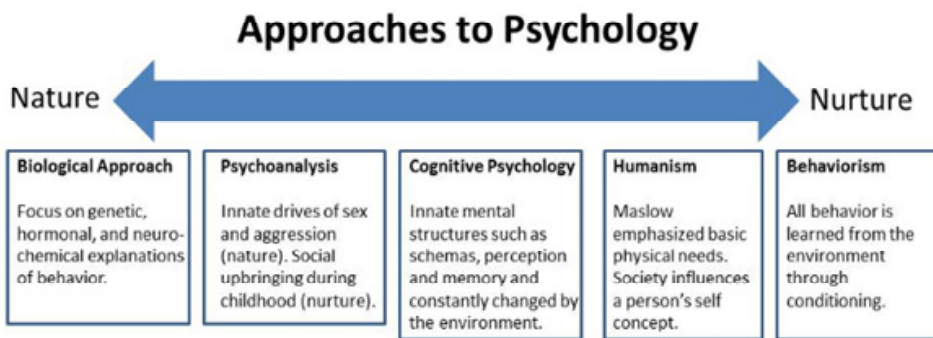 Approaches to Psychology
Nature
Nurture
Biological Approach
Focus on genetic,
hormonal, and neuro-
chemical explanations
of behavior.
Psychoanalysis
Innate drives of sex
and aggression
(nature). Social
upbringing during
childhood (nurture).
Cognitive Psychology
Innate mental
structures such as
schemas, perception
and memory and
constantly changed by
the environment.
Humanism
Maslow
emphasized basic
physical needs.
Society influences
a person's self
concept.
Behaviorism
All behavior is
learned from the
environment
through
conditioning.